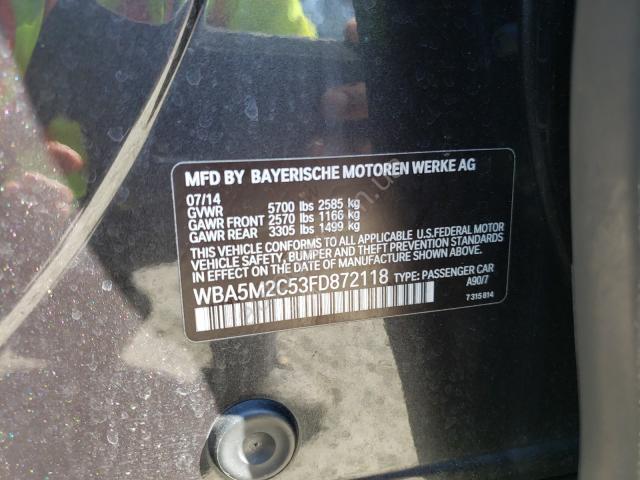 MFD BY BAYERISCHE MOTOREN WERKE AG
07/14
GVWR 5700 lbs 2585 kg
GAWR FRONT 2570 lbs 1166 kg
GAWR REAR 3305 lbs 1499 kg
THIS VEHICLE CONFORMS TO ALL APPLICABLE U.S.FEDERAL MOTOR
VEHICLE SAFETY, BUMPER, AND THEFT PREVENTION STANDARDS
IN EFFECT ON THE DATE OF MANUFACTURE SHOWN ABOVE.
WBA5M2C53FD872118 TYPE: PASSENGER CAR
A90/7
7 315 814